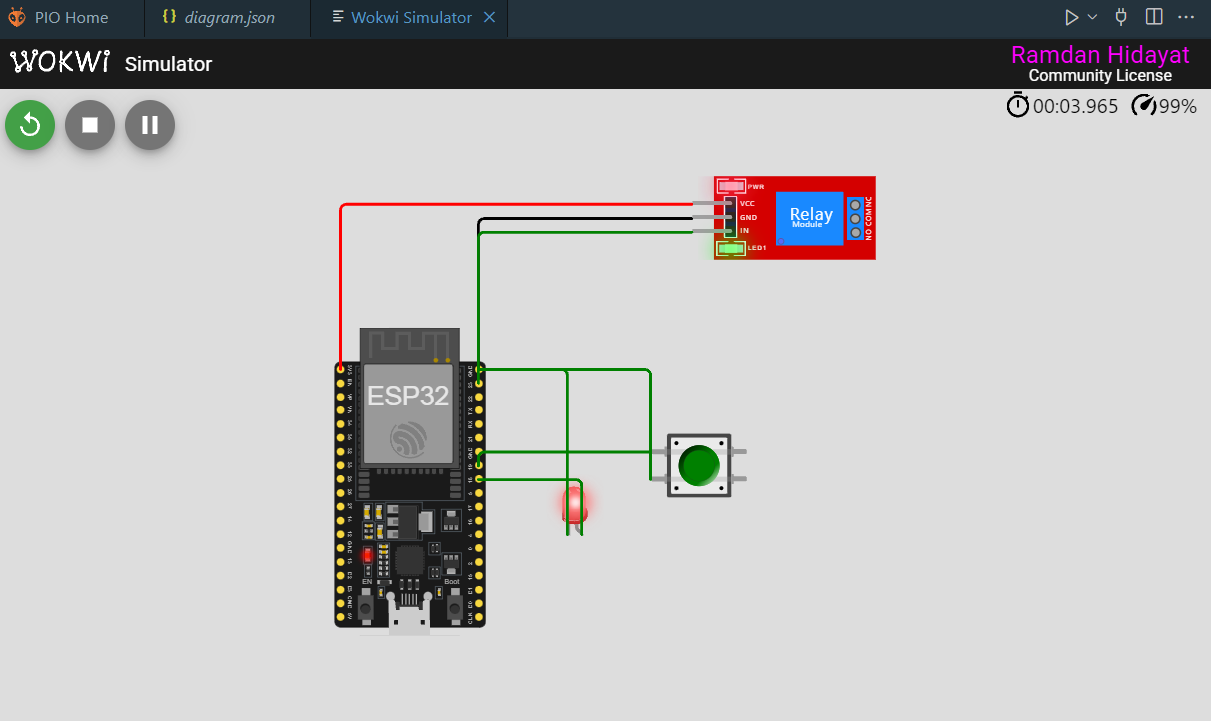 PIO Home
{} diagram.json
Wokwi Simulator
WOKWi Simulator
Ramdan Hidayat
Community License
00:03.965 99%
PWR
VCC
GND
IN
LED1
Relay
Module
NO COM NC
ESP32
EN
Boot